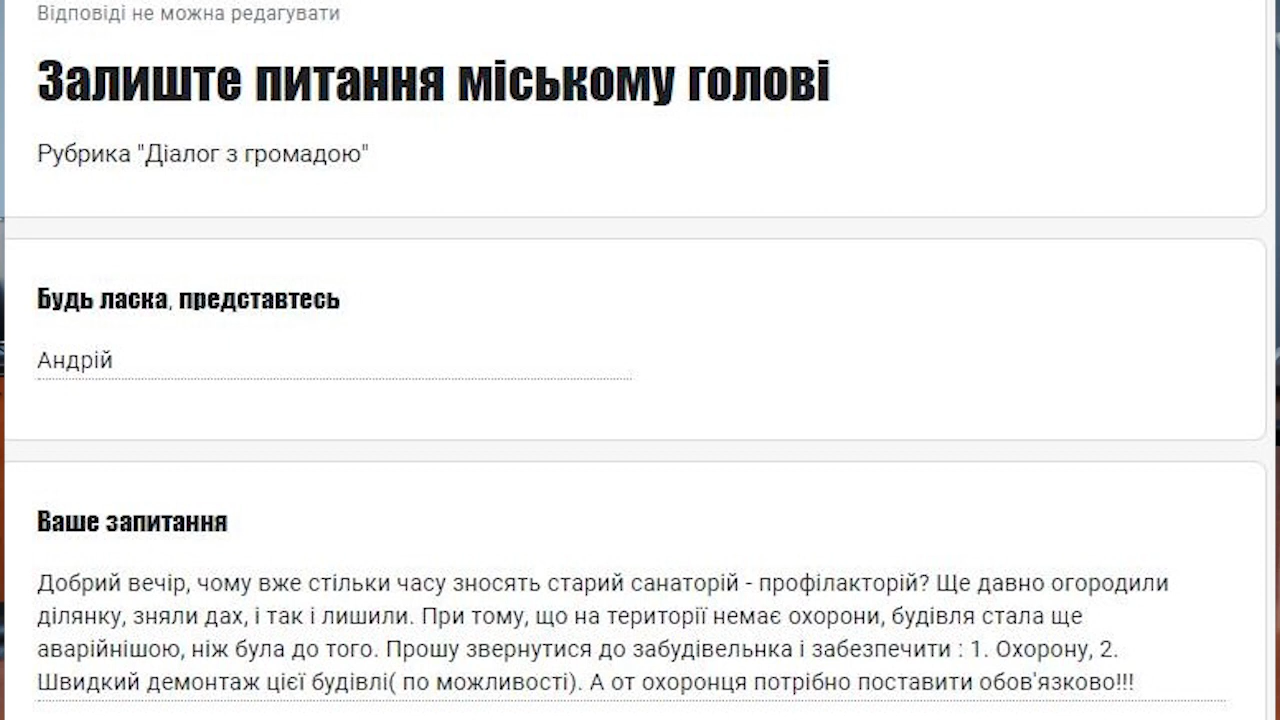 Відповіді не можна редагувати
Залиште питання міському голові
Рубрика "Діалог з громадою"
Будь ласка, представтесь
Андрій
Ваше запитання
Добрий вечір, чому вже стільки часу зносять старий санаторій - профілакторій? Ще давно огородили
ділянку, зняли дах, і так і лишили. При тому, що на території немає охорони, будівля стала ще
аварійнішою, ніж була до того. Прошу звернутися до забудівельнка і забезпечити : 1. Охорону, 2.
Швидкий демонтаж цієї будівлі( по можливості). А от охоронця потрібно поставити обов'язково!!!